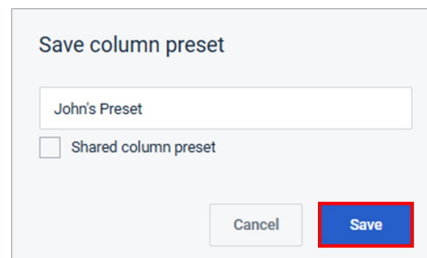 Save column preset
John's Preset
Shared column preset
Cancel
Save